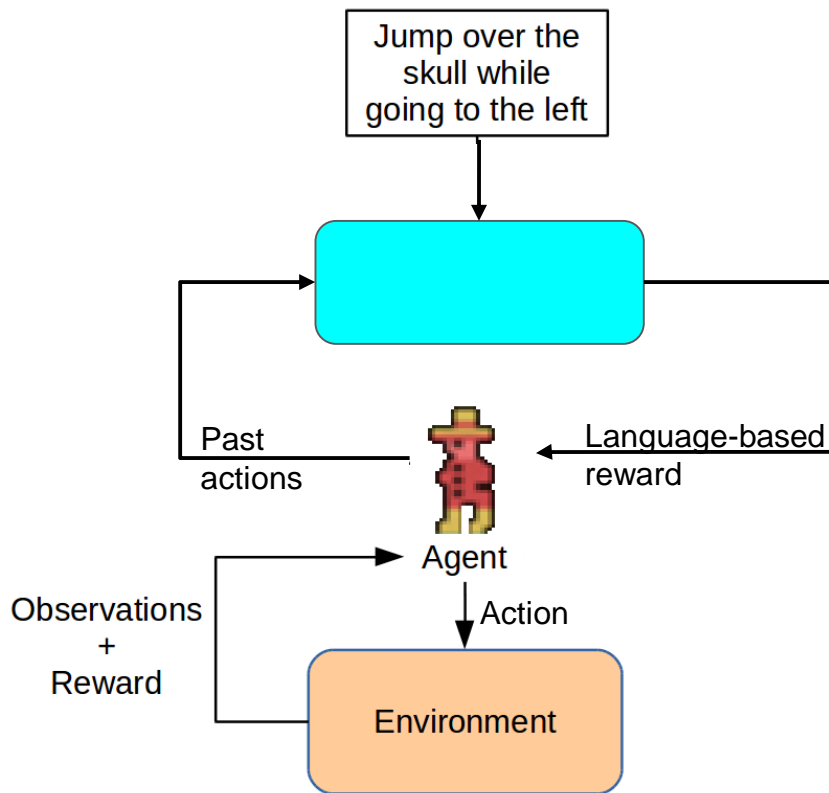 Jump over the
skull while
going to the left
Past
actions
Language-based
reward
Agent
Action
Observations
+
Reward
Environment